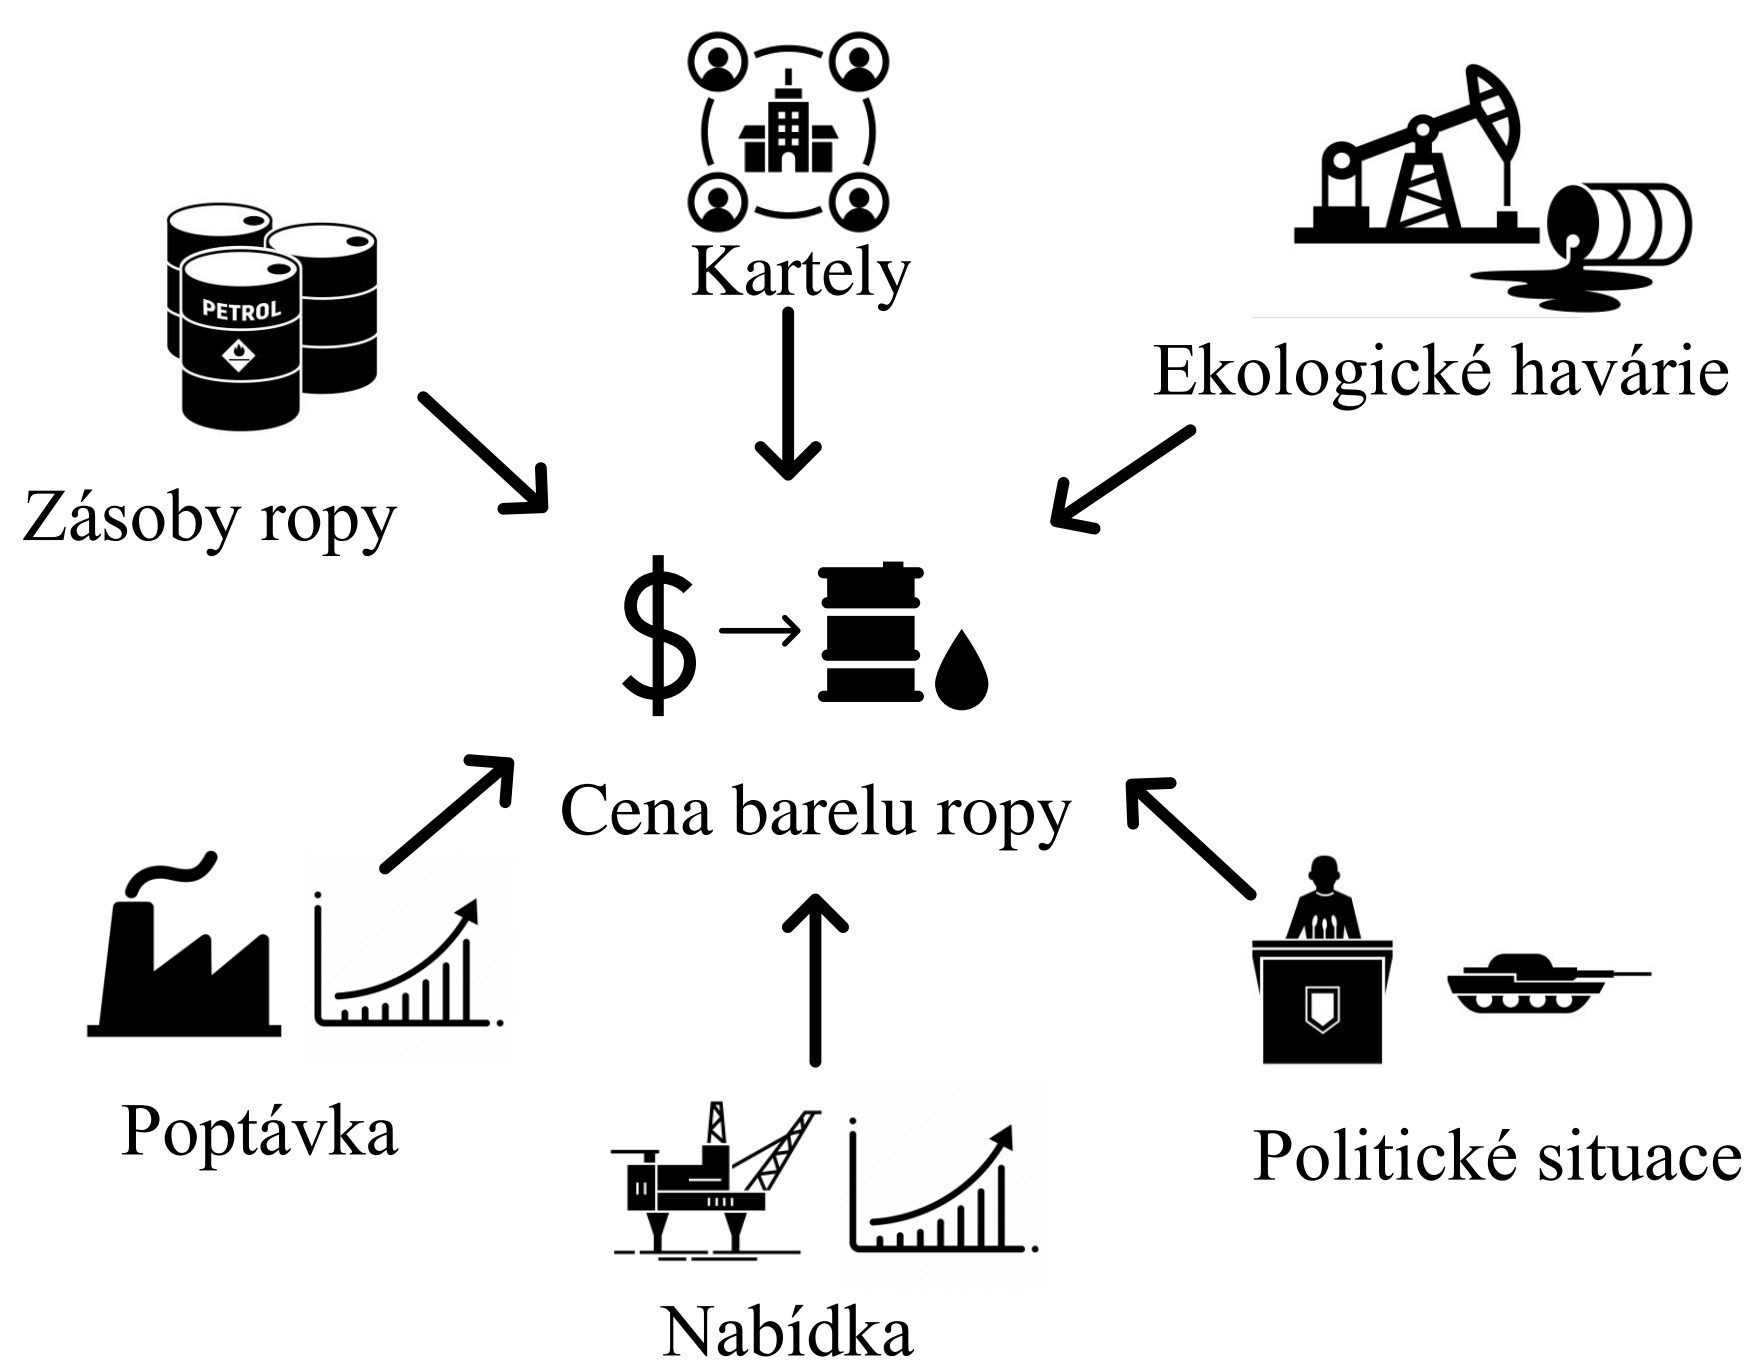 Kartely
PETROL
Ekologické havárie
Zásoby ropy
$
Cena barelu ropy
Poptávka
Politické situace
Nabídka